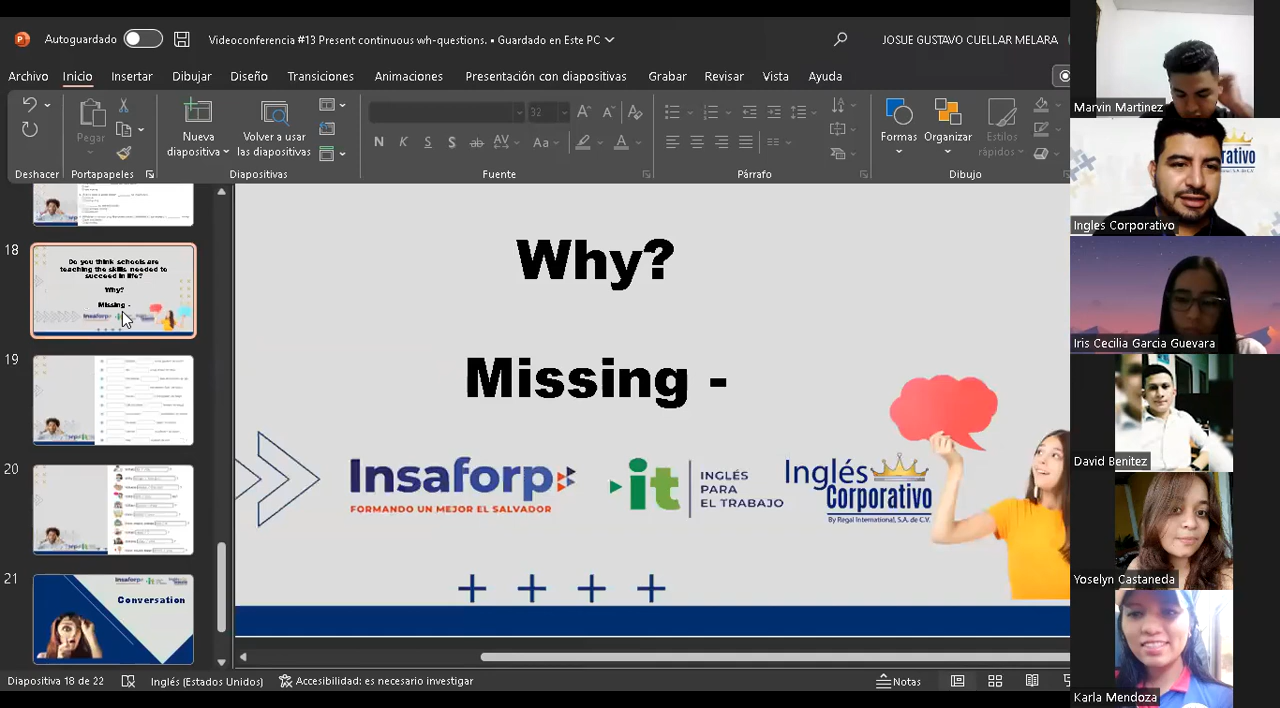 Autoguardado
Videoconferencia #13 Present continuous wh-questions. • Guardado en Este PC
JOSUE GUSTAVO CUELLAR MELARA
Archivo Inicio Insertar Dibujar Diseño Transiciones Animaciones Presentación con diapositivas Grabar Revisar Vista Ayuda
Pegar
Nueva diapositiva
Volver a usar las diapositivas
32
N K S S ab AV Aa A
Formas
Organizar
Estilos rápidos
Deshacer Portapapeles Diapositivas Fuente Párrafo Dibujo
18
Do you think schools are
teaching the skills needed to
succeed in life?
Why?
Missing -
19
20
21
Insaforp
Conversation
Why?
Missing -
Insaforp
FORMANDO UN MEJOR EL SALVADOR
it
INGLÉS
PARA
EL TRABAJO
Inglés
Corporativo
By Regal International, S.A. de C.V.
Diapositiva 18 de 22
Inglés (Estados Unidos)
Accesibilidad: es necesario investigar
Notas
Marvin Martinez
Ingles Corporativo
Iris Cecilia Garcia Guevara
David Benitez
Yoselyn Castaneda
Karla Mendoza